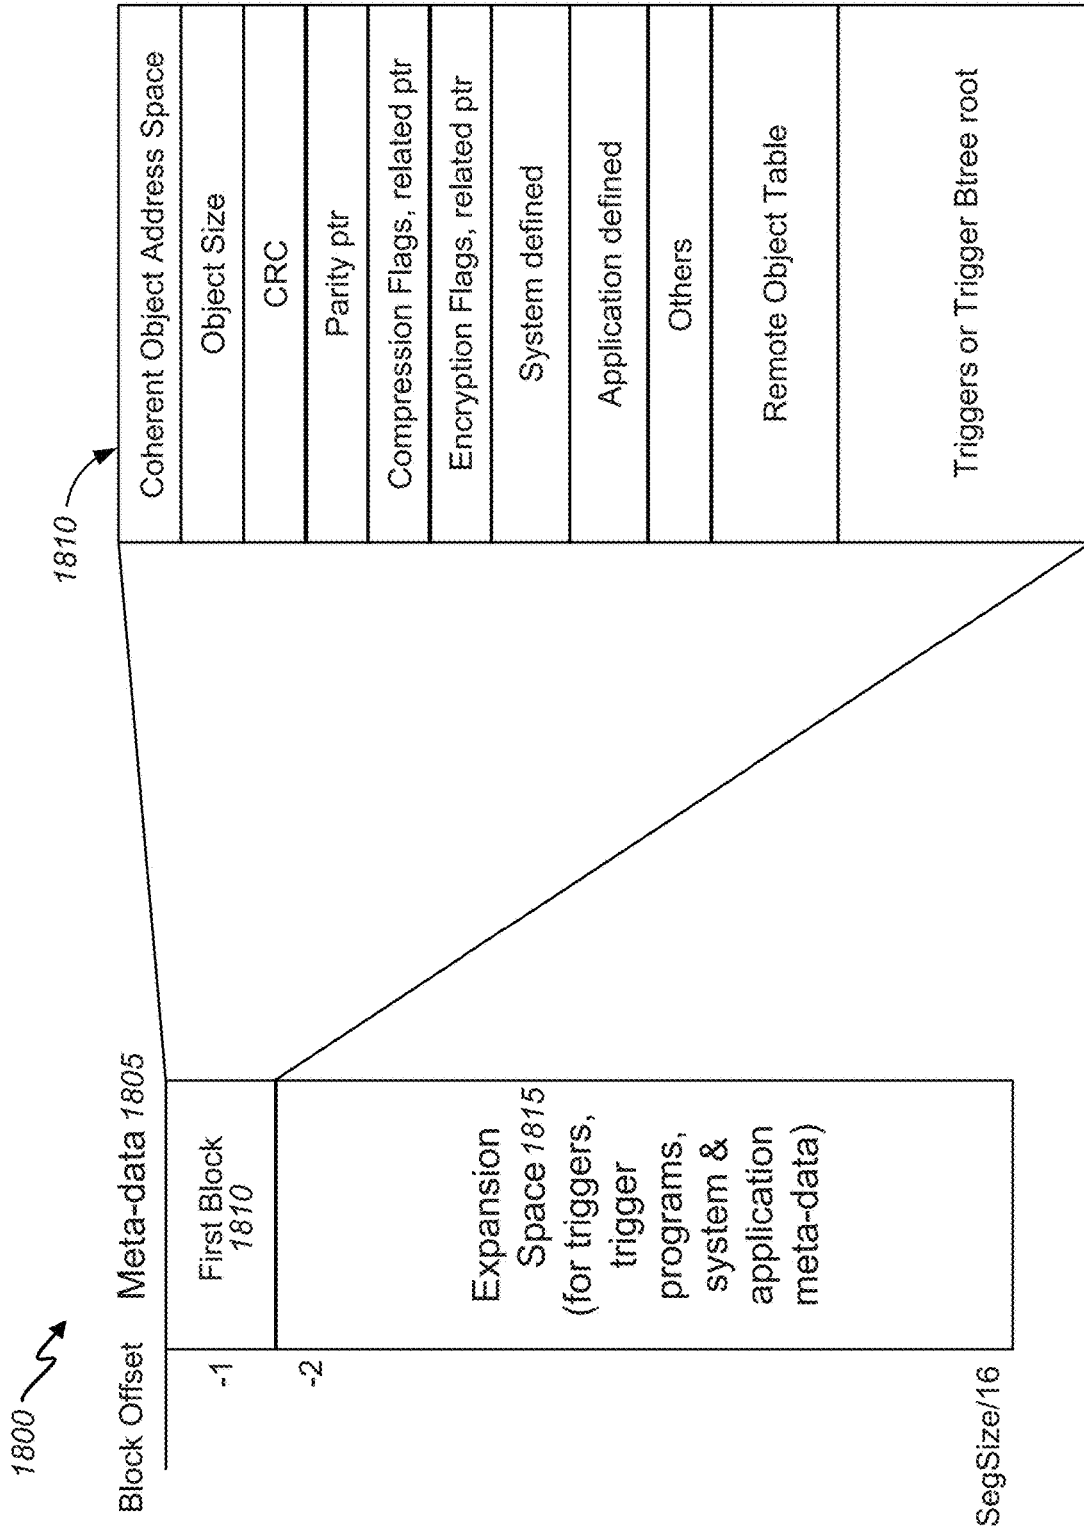 1800
Block Offset
Meta-data 1805
-1
First Block
1810
-2
Expansion
Space 1815
(for triggers,
trigger
programs,
system &
application
meta-data)
SegSize/16
1810
Coherent Object Address Space
Object Size
CRC
Parity ptr
Compression Flags, related ptr
Encryption Flags, related ptr
System defined
Application defined
Others
Remote Object Table
Triggers or Trigger Btree root